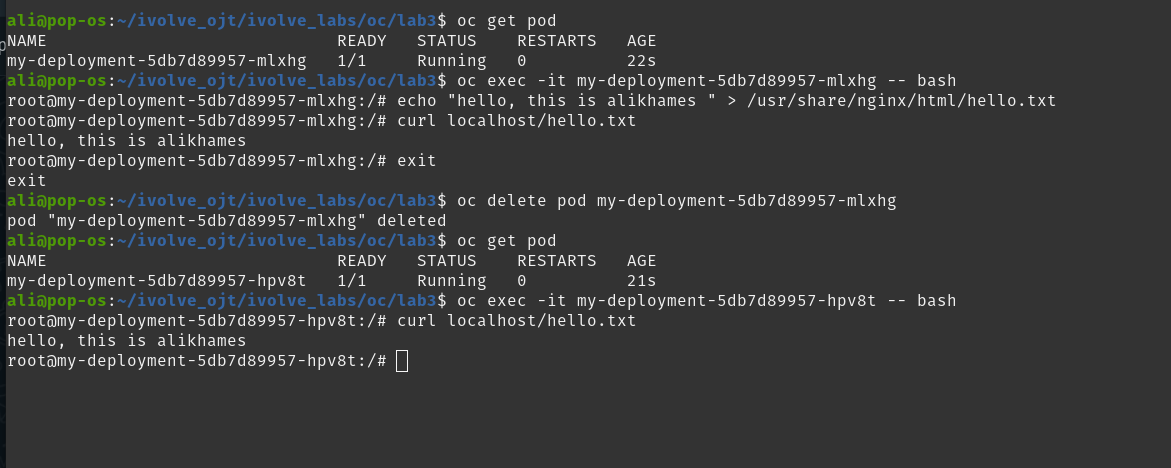 ali@pop-os:~/ivolve_ojt/ivolve_labs/oc/lab3$ oc get pod
NAME                             READY   STATUS    RESTARTS   AGE
my-deployment-5db7d89957-mlxhg   1/1     Running   0          22s
ali@pop-os:~/ivolve_ojt/ivolve_labs/oc/lab3$ oc exec -it my-deployment-5db7d89957-mlxhg -- bash
root@my-deployment-5db7d89957-mlxhg:/# echo "hello, this is alikhames " > /usr/share/nginx/html/hello.txt
root@my-deployment-5db7d89957-mlxhg:/# curl localhost/hello.txt
hello, this is alikhames
root@my-deployment-5db7d89957-mlxhg:/# exit
exit
ali@pop-os:~/ivolve_ojt/ivolve_labs/oc/lab3$ oc delete pod my-deployment-5db7d89957-mlxhg
pod "my-deployment-5db7d89957-mlxhg" deleted
ali@pop-os:~/ivolve_ojt/ivolve_labs/oc/lab3$ oc get pod
NAME                             READY   STATUS    RESTARTS   AGE
my-deployment-5db7d89957-hpv8t   1/1     Running   0          21s
ali@pop-os:~/ivolve_ojt/ivolve_labs/oc/lab3$ oc exec -it my-deployment-5db7d89957-hpv8t -- bash
root@my-deployment-5db7d89957-hpv8t:/# curl localhost/hello.txt
hello, this is alikhames
root@my-deployment-5db7d89957-hpv8t:/#